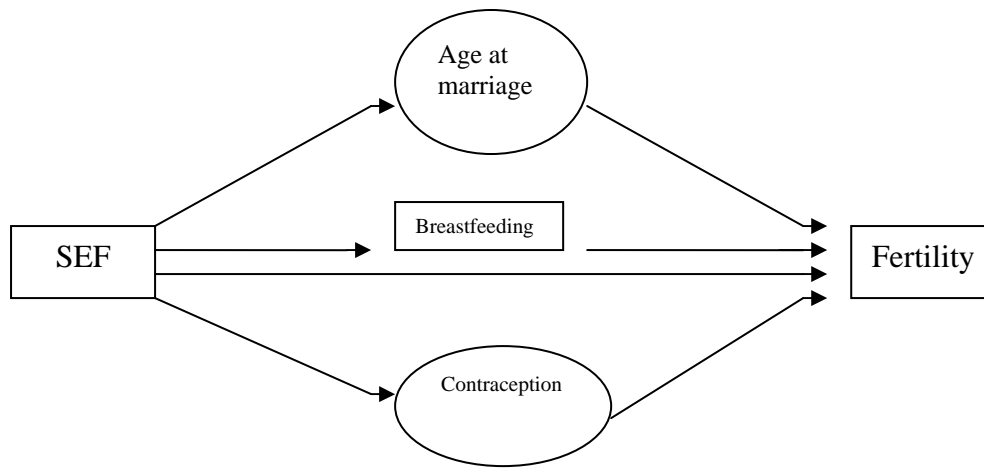 Age at
marriage
Breastfeeding
SEF
Fertility
Contraception